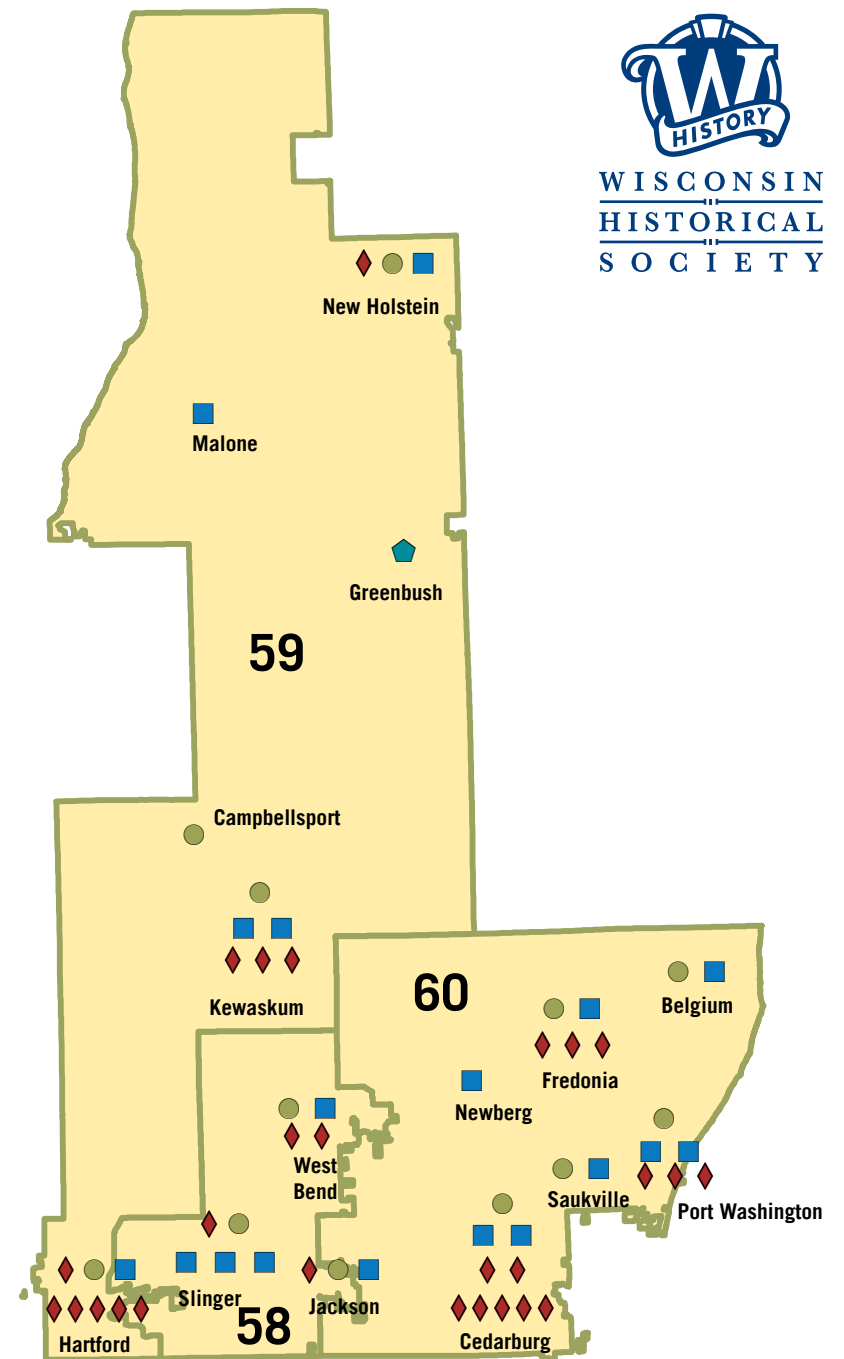 W
HISTORY
WISCONSIN
HISTORICAL
SOCIETY
New Holstein
Malone
Greenbush
59
Campbellsport
Kewaskum
60
Belgium
Fredonia
Newberg
West
Bend
Saukville
Port Washington
Slinger
Jackson
58
Hartford
Cedarburg